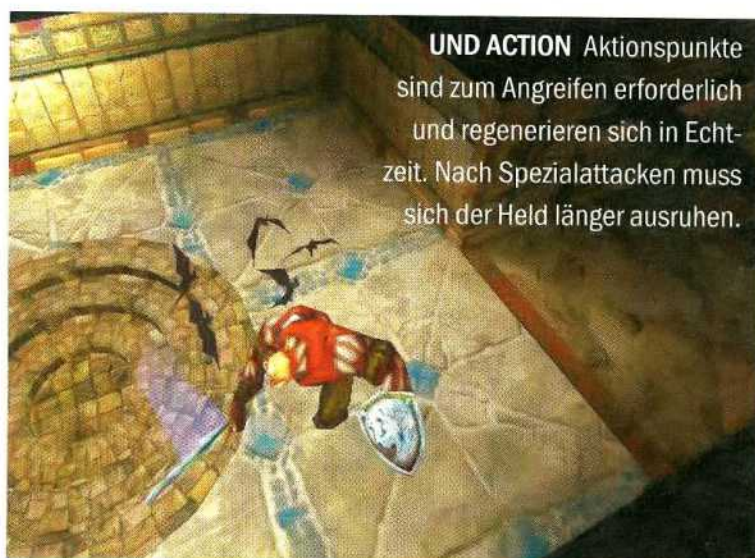 UND ACTION Aktionspunkte
sind zum Angreifen erforderlich
und regenerieren sich in Echt-
zeit. Nach Spezialattacken muss
sich der Held länger ausruhen.